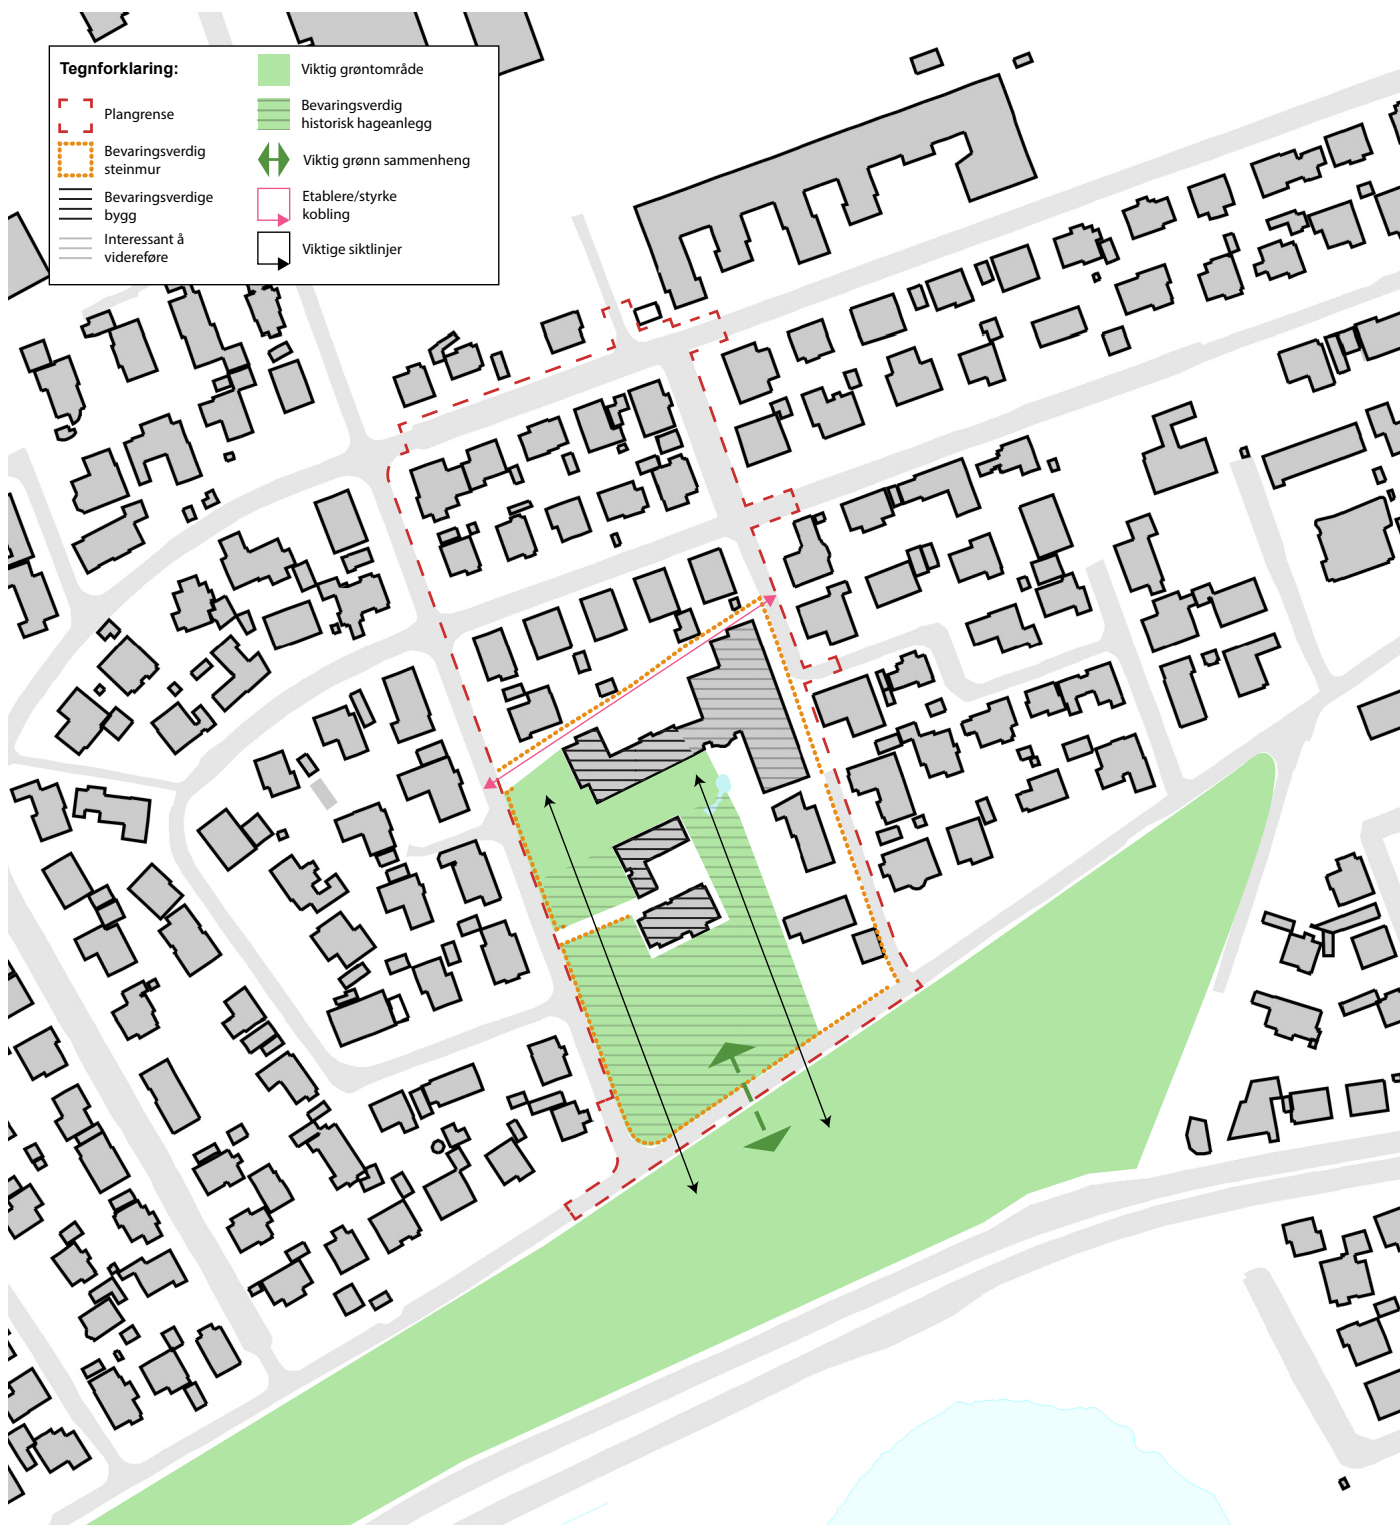 Tegnforklaring:
Plangrense
Bevaringsverdig
steinmur
Bevaringsverdige
bygg
Interessant å
videreføre
Viktig grøntområde
Bevaringsverdig
historisk hageanlegg
Viktig grønn sammenheng
Etablere/styrke
kobling
Viktige siktlinjer